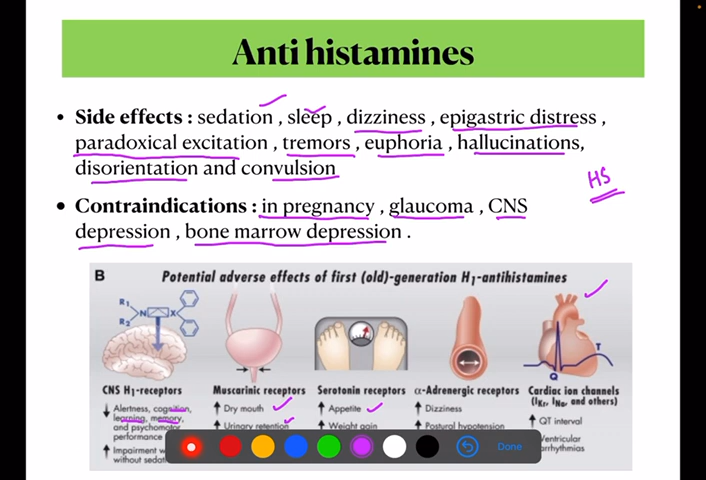 Anti histamines
• Side effects : sedation , sleep , dizziness , epigastric distress ,
paradoxical excitation , tremors , euphoria , hallucinations,
disorientation and convulsion
HS
• Contraindications : in pregnancy , glaucoma , CNS
depression , bone marrow depression .
B Potential adverse effects of first (old)-generation H₁-antihistamines
R₁
N X
R₂
T
Q
CNS H₁-receptors
↓ Alertness, cognition,
learning, memory,
and psychomotor
performance
↑ Impairment
without
Muscarinic receptors
↑ Dry mouth
↑ Urinary retention
Serotonin receptors
↑ Appetite
↑ Weight gain
α-Adrenergic receptors
↑ Dizziness
↑ Postural hypotension
Cardiac ion channels
(IKr, INa, and others)
↑ QT interval
Ventricular
arrhythmias
Done